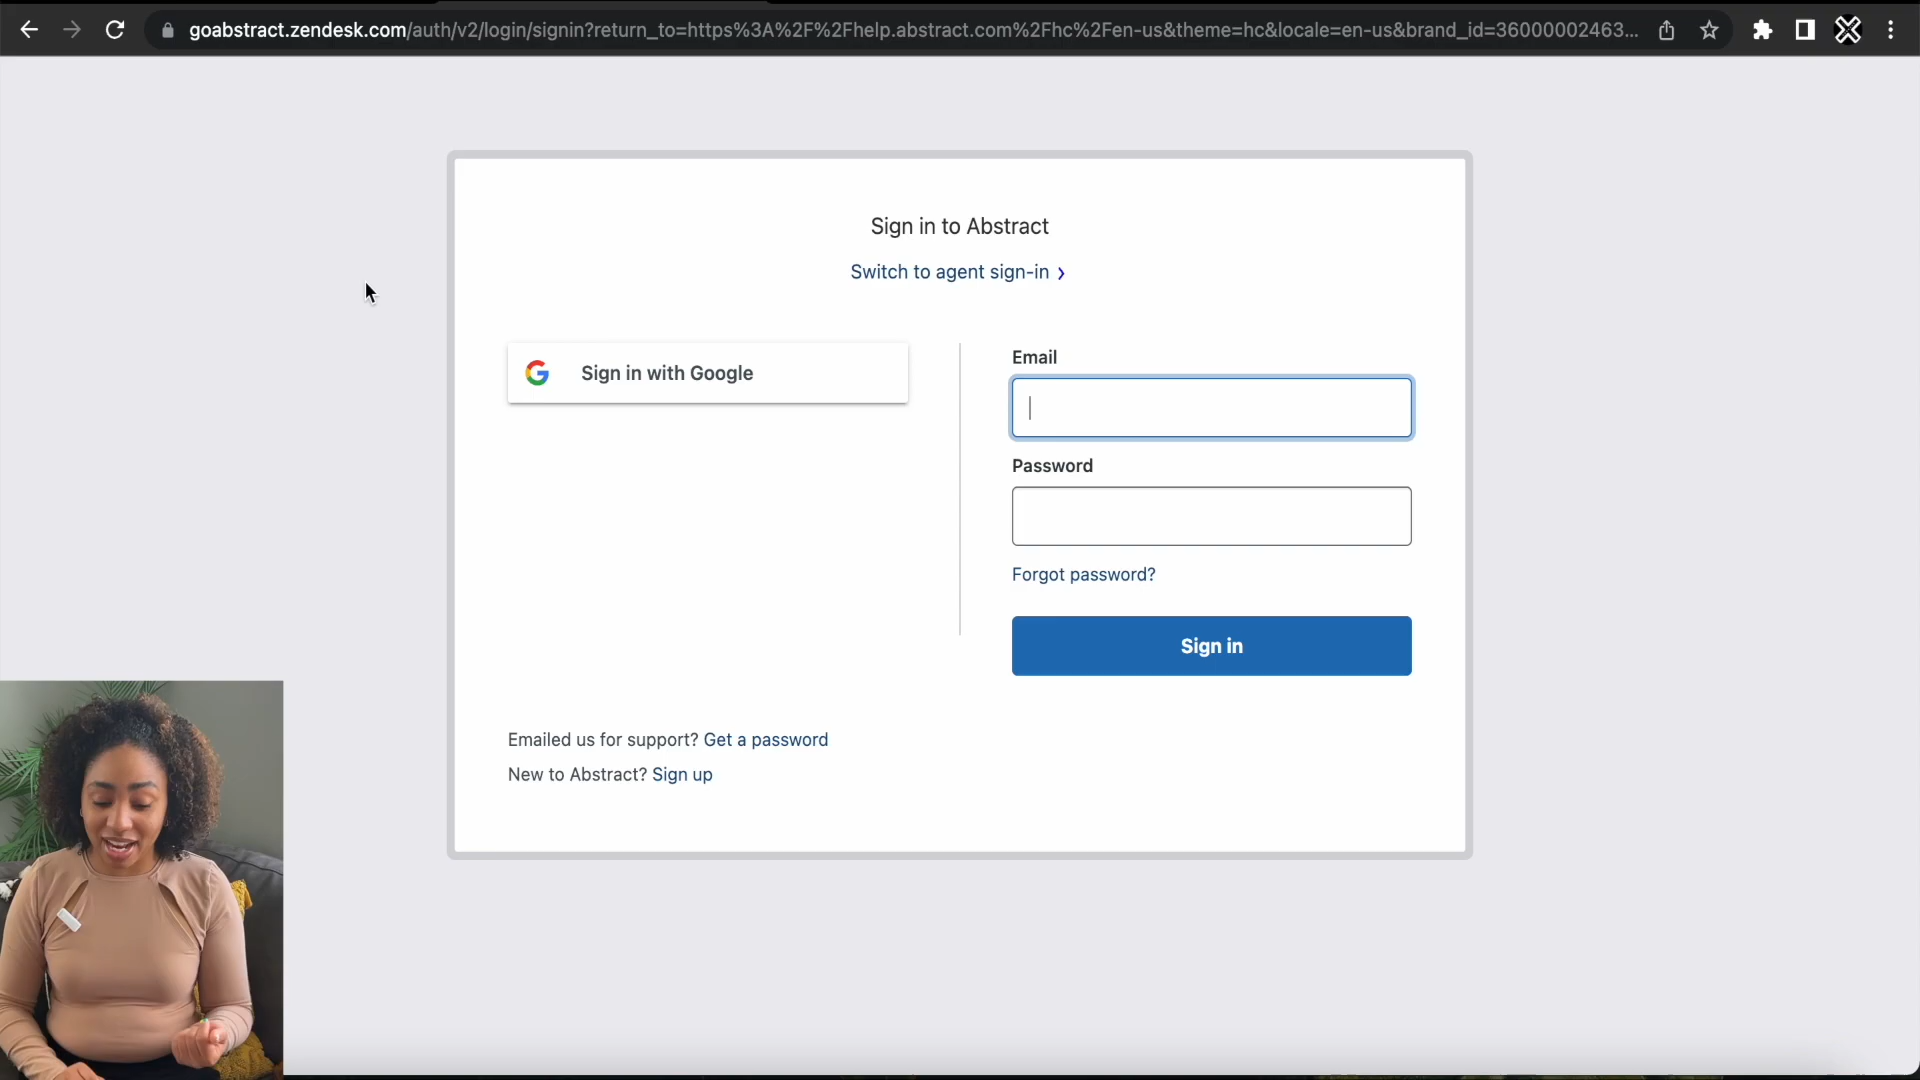 goabstract.zendesk.com/auth/v2/login/signin?return_to=https%3A%2F%2Fhelp.abstract.com%2Fhc%2Fen-us&theme=hc&locale=en-us&brand_id=36000002463...
Sign in to Abstract
Switch to agent sign-in
Sign in with Google
Email
Password
Forgot password?
Sign in
Emailed us for support? Get a password
New to Abstract? Sign up